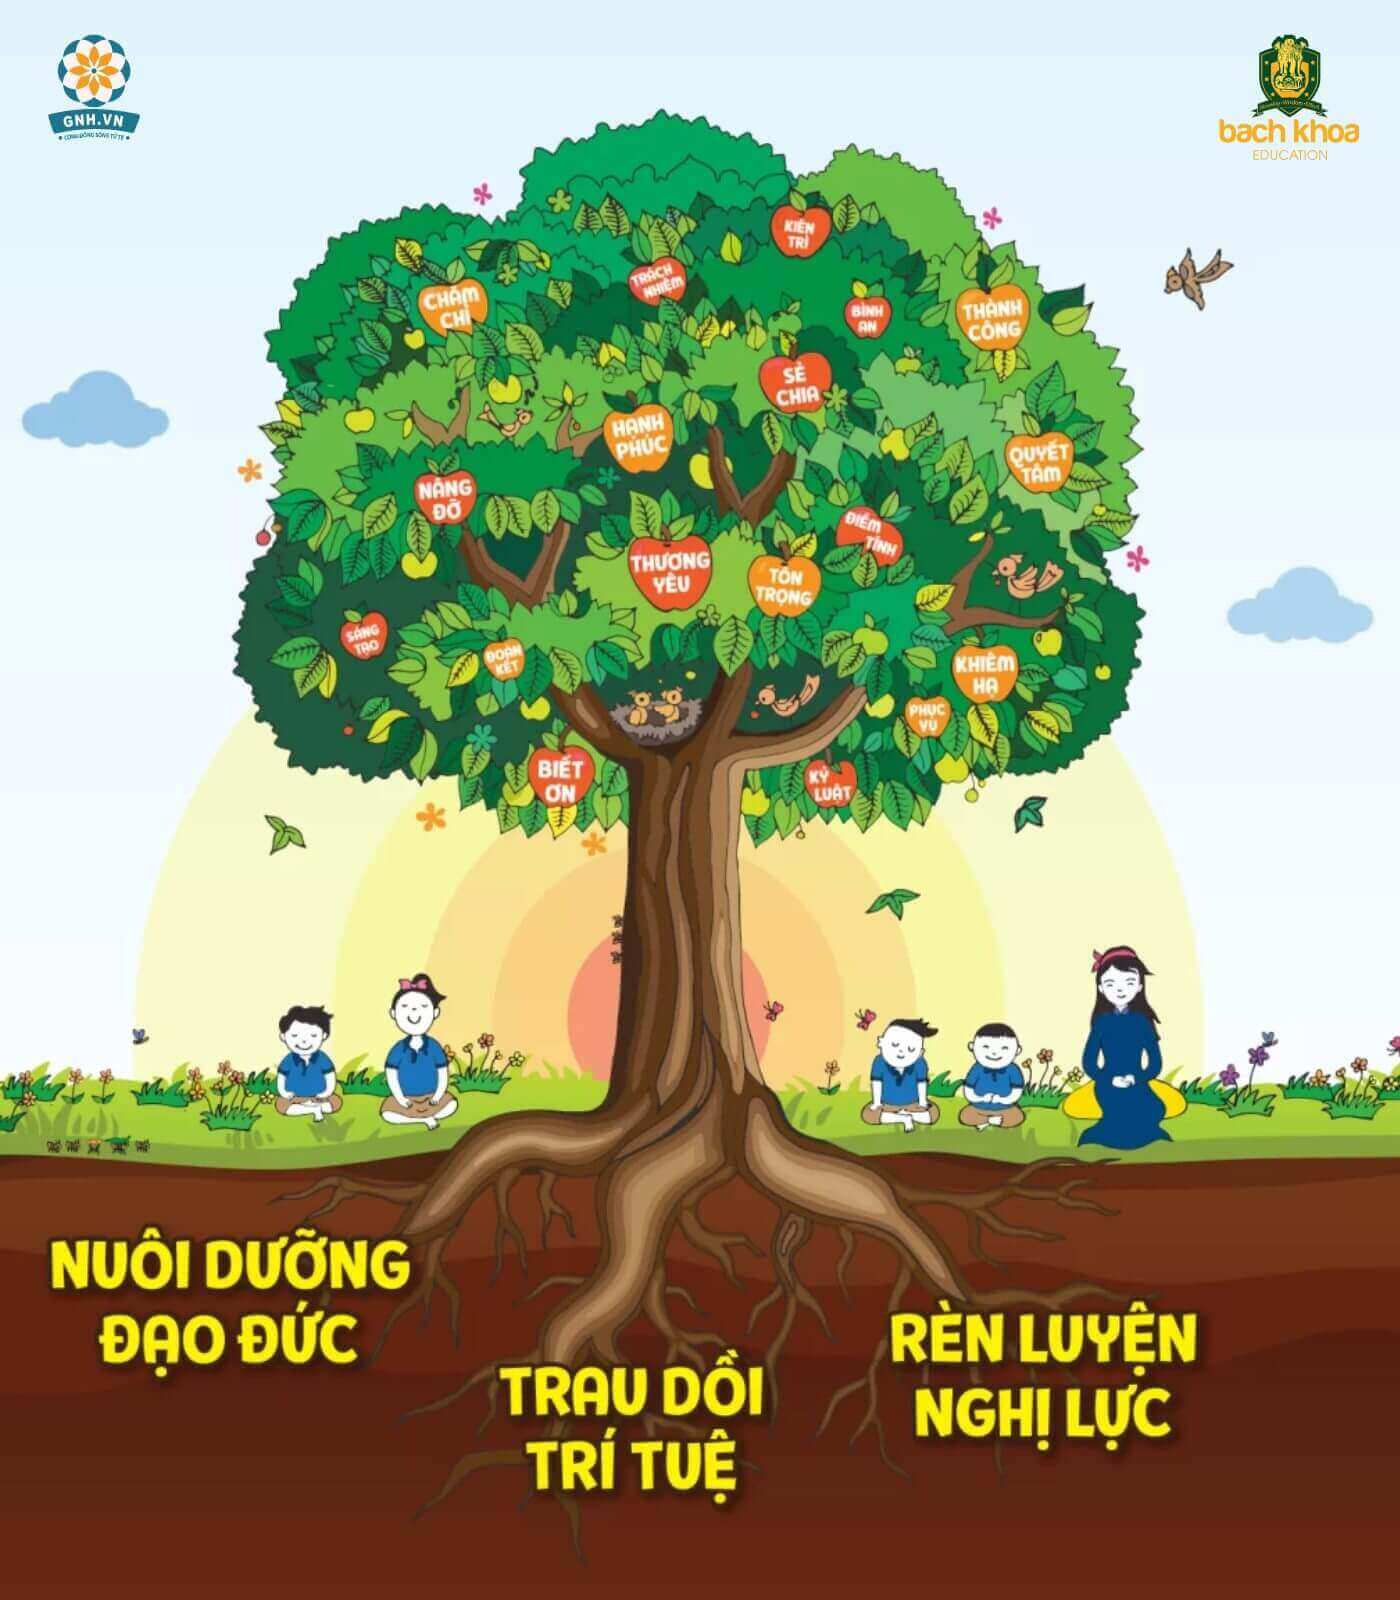 GNH.VN
CỘNG ĐỒNG SỐNG TỬ TẾ
bach khoa
EDUCATION
KIÊN
TRÌ
TRÁCH
NHIỆM
CHĂM
CHỈ
BÌNH
AN
THÀNH
CÔNG
SẺ
CHIA
HẠNH
PHÚC
QUYẾT
TÂM
NÂNG
ĐỠ
ĐIỀM
TĨNH
THƯƠNG
YÊU
TÔN
TRỌNG
SÁNG
TẠO
ĐOÀN
KẾT
KHIÊM
HẠ
PHỤC
VỤ
BIẾT
ƠN
KỶ
LUẬT
NUÔI DƯỠNG
ĐẠO ĐỨC
RÈN LUYỆN
NGHỊ LỰC
TRAU DỒI
TRÍ TUỆ